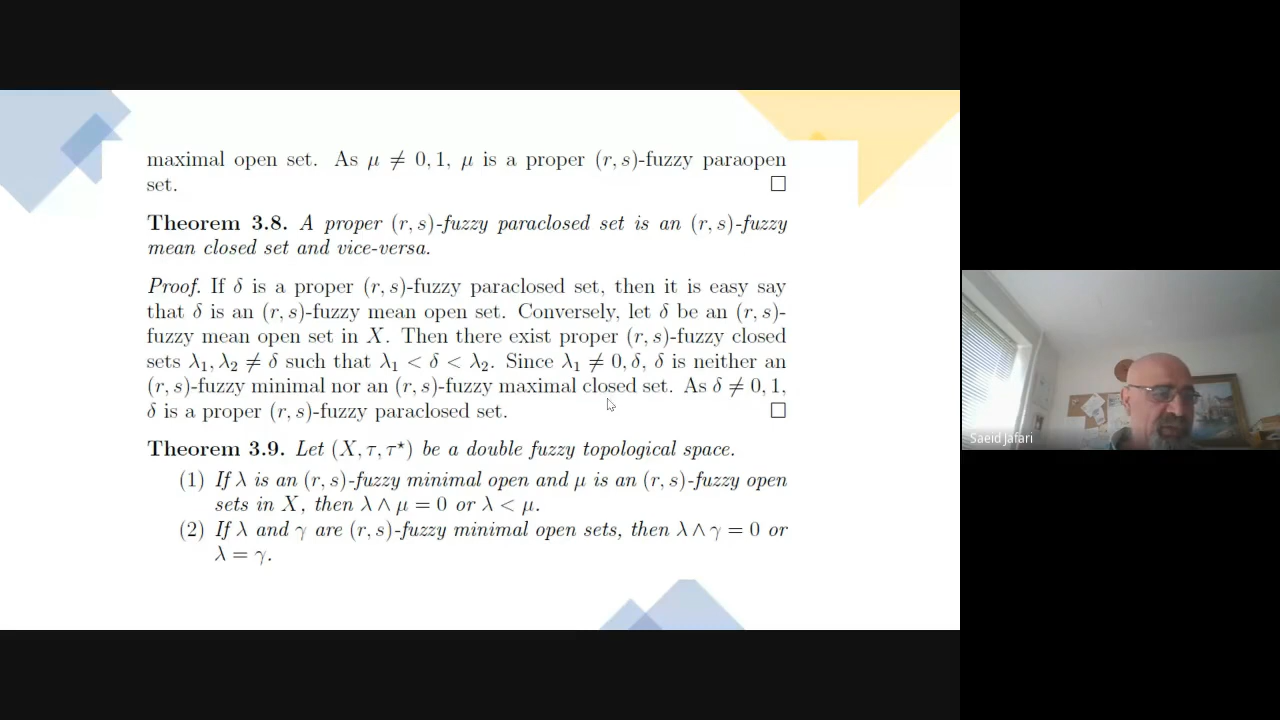 maximal open set. As μ ≠ 0, 1, μ is a proper (r, s)-fuzzy paraopen
set. □
Theorem 3.8. A proper (r, s)-fuzzy paraclosed set is an (r, s)-fuzzy
mean closed set and vice-versa.
Proof. If δ is a proper (r, s)-fuzzy paraclosed set, then it is easy say
that δ is an (r, s)-fuzzy mean open set. Conversely, let δ be an (r, s)-
fuzzy mean open set in X. Then there exist proper (r, s)-fuzzy closed
sets λ₁, λ₂ ≠ δ such that λ₁ < δ < λ₂. Since λ₁ ≠ 0, δ, δ is neither an
(r, s)-fuzzy minimal nor an (r, s)-fuzzy maximal closed set. As δ ≠ 0, 1,
δ is a proper (r, s)-fuzzy paraclosed set. □
Theorem 3.9. Let (X, τ, τ⋆) be a double fuzzy topological space.
(1) If λ is an (r, s)-fuzzy minimal open and μ is an (r, s)-fuzzy open
sets in X, then λ ∧ μ = 0 or λ < μ.
(2) If λ and γ are (r, s)-fuzzy minimal open sets, then λ ∧ γ = 0 or
λ = γ.
Saeid Jafari